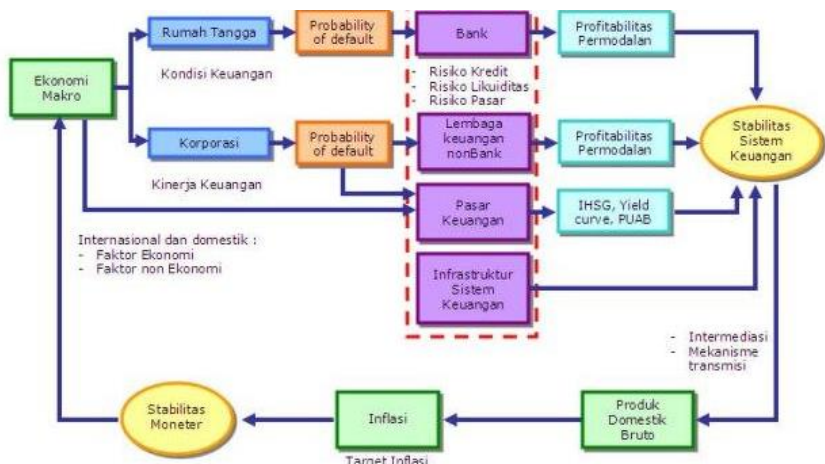 Rumah Tangga
Probability
of default
Bank
Profitabilitas
Permodalan
Kondisi Keuangan
- Risiko Kredit
- Risiko Likuiditas
- Risiko Pasar
Ekonomi
Makro
Korporasi
Probability
of default
Lembaga
keuangan
nonBank
Profitabilitas
Permodalan
Stabilitas
Sistem
Keuangan
Kinerja Keuangan
Pasar
Keuangan
IHSG, Yield
curve, PUAB
Internasional dan domestik :
- Faktor Ekonomi
- Faktor non Ekonomi
Infrastruktur
Sistem
Keuangan
- Intermediasi
- Mekanisme
transmisi
Stabilitas
Moneter
Inflasi
Produk
Domestik
Bruto
Target Inflasi